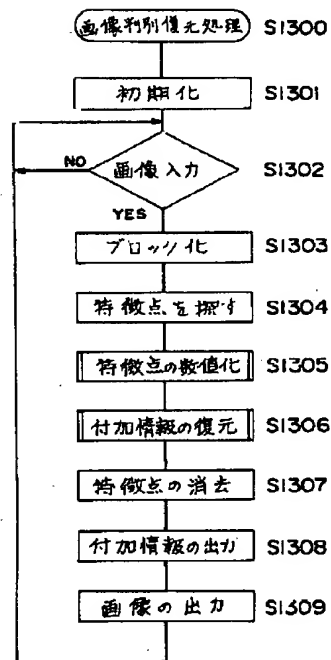 画像判別復元処理 S1300
初期化 S1301
画像入力 S1302
NO
YES
ブロック化 S1303
特徴点を探す S1304
特徴点の数値化 S1305
付加情報の復元 S1306
特徴点の消去 S1307
付加情報の出力 S1308
画像の出力 S1309